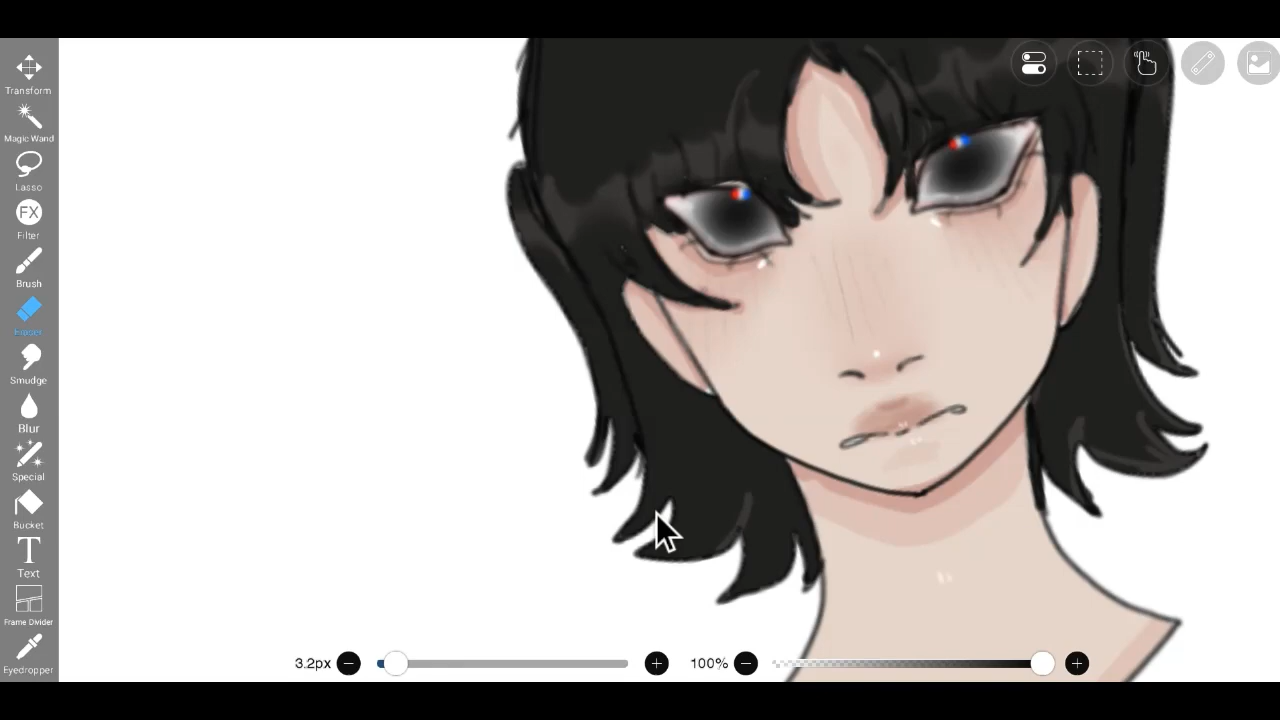 Transform
Magic Wand
Lasso
FX
Filter
Brush
Eraser
Smudge
Blur
Special
Bucket
T
Text
Frame Divider
Eyedropper
3.2px
100%